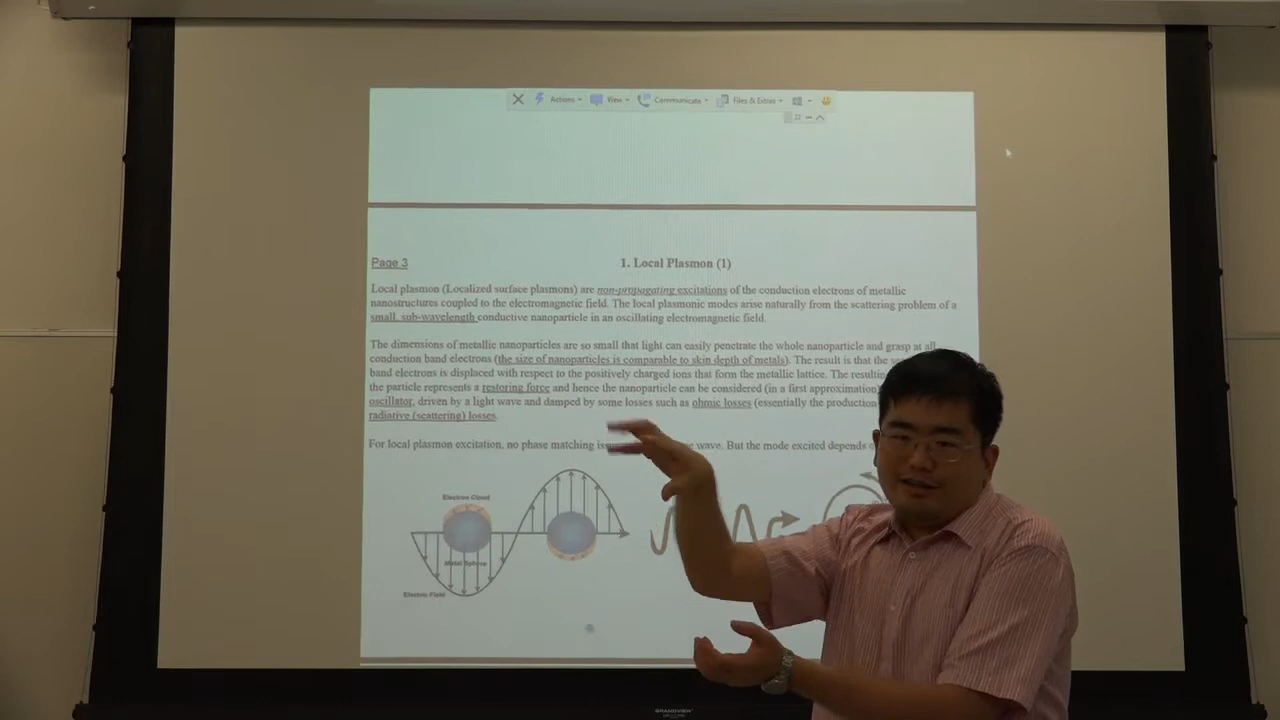 Actions
View
Communicate
Files & Extras
Page 3
1. Local Plasmon (1)
Local plasmon (Localized surface plasmons) are non-propagating excitations of the conduction electrons of metallic
nanostructures coupled to the electromagnetic field. The local plasmonic modes arise naturally from the scattering problem of a
small, sub-wavelength conductive nanoparticle in an oscillating electromagnetic field.
The dimensions of metallic nanoparticles are so small that light can easily penetrate the whole nanoparticle and grasp at all
conduction band electrons (the size of nanoparticles is comparable to skin depth of metals). The result is that the
band electrons is displaced with respect to the positively charged ions that form the metallic lattice. The
the particle represents a restoring force and hence the nanoparticle can be considered (in a first approximation)
oscillator, driven by a light wave and damped by some losses such as ohmic losses (essentially the production
radiative (scattering) losses.
For local plasmon excitation, no phase matching wave. But the mode excited depends
Electron Cloud
Metal Sphere
Electric Field
GRANDVIEW